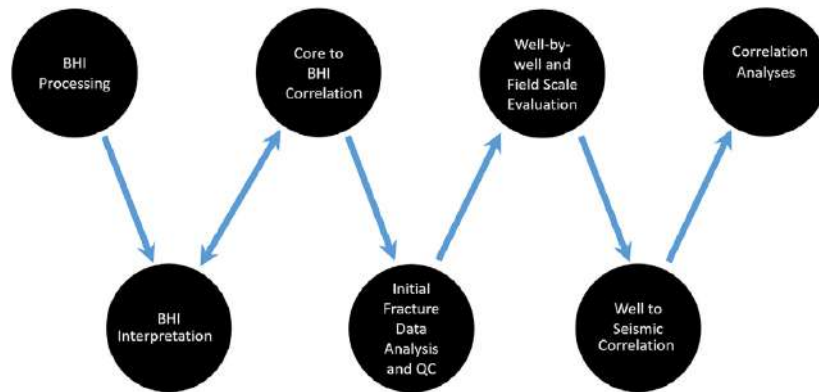 BHI
Processing
Core to
BHI
Correlation
Well-by-
well and
Field Scale
Evaluation
Correlation
Analyses
BHI
Interpretation
Initial
Fracture
Data
Analysis
and QC
Well to
Seismic
Correlation